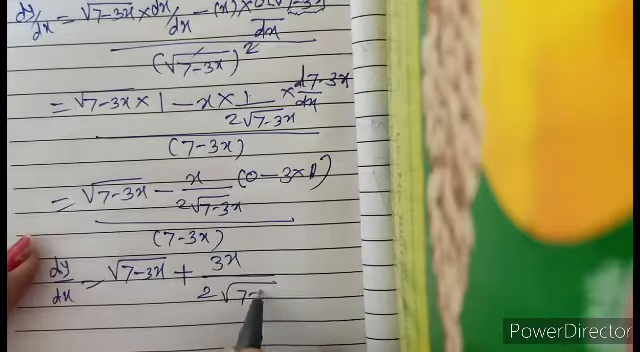 dy/dx = √7-3x × dx/dx - (x) × d(√7-3x)/dx
(√7-3x)²
= √7-3x × 1 - x × 1/2√7-3x × d7-3x/dx
(7-3x)
= √7-3x - x/2√7-3x (0-3×1)
(7-3x)
dy/dx = √7-3x + 3x/2√7-
PowerDirector